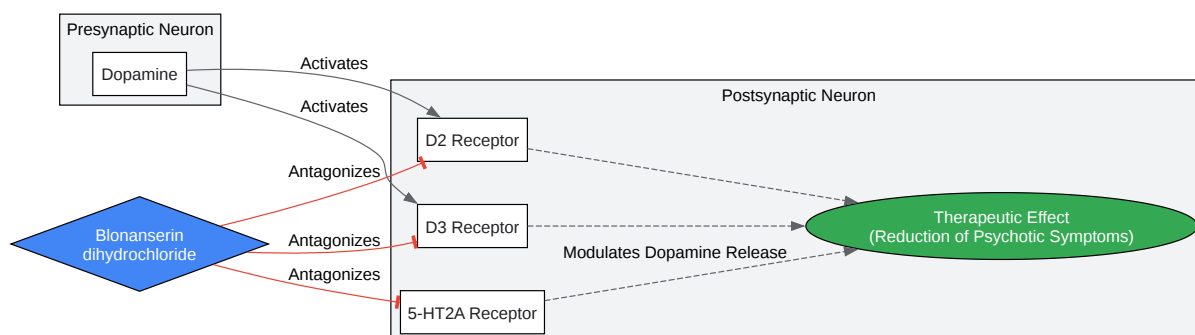 Presynaptic Neuron
Dopamine
Activates
Activates
Postsynaptic Neuron
D2 Receptor
Antagonizes
Blonanserin
dihydrochloride
Antagonizes
D3 Receptor
Antagonizes
5-HT2A Receptor
Modulates Dopamine Release
Therapeutic Effect
(Reduction of Psychotic Symptoms)